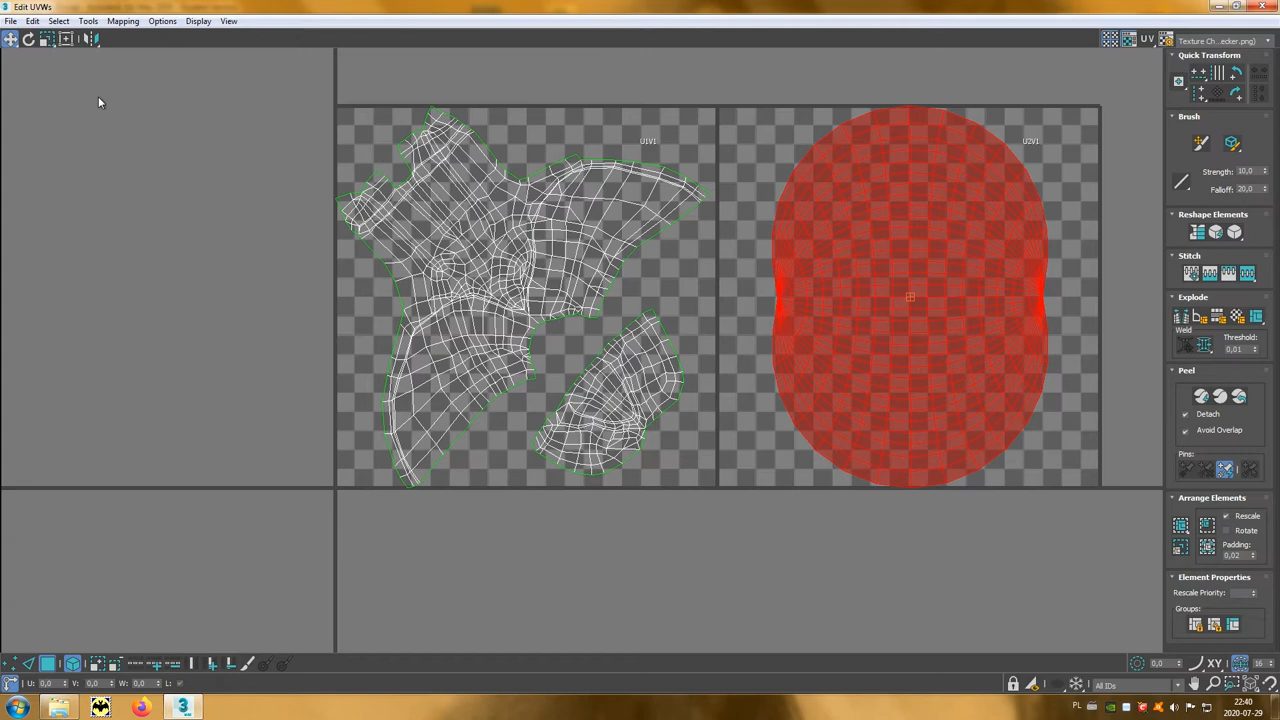 Edit UVWs
File Edit Select Tools Mapping Options Display View
UV Texture Ch...ecker.png)
Quick Transform
Brush
Strength: 10,0
Falloff: 20,0
Reshape Elements
Stitch
Explode
Weld Threshold:
0,01
Peel
Detach
Avoid Overlap
Pins:
Arrange Elements
Rescale
Rotate
Padding:
0,02
Element Properties
Rescale Priority:
Groups:
U1V1
U2V1
0,0 XY 16
U: 0,0 V: 0,0 W: 0,0 L:
All IDs
PL 22:40
2020-07-29